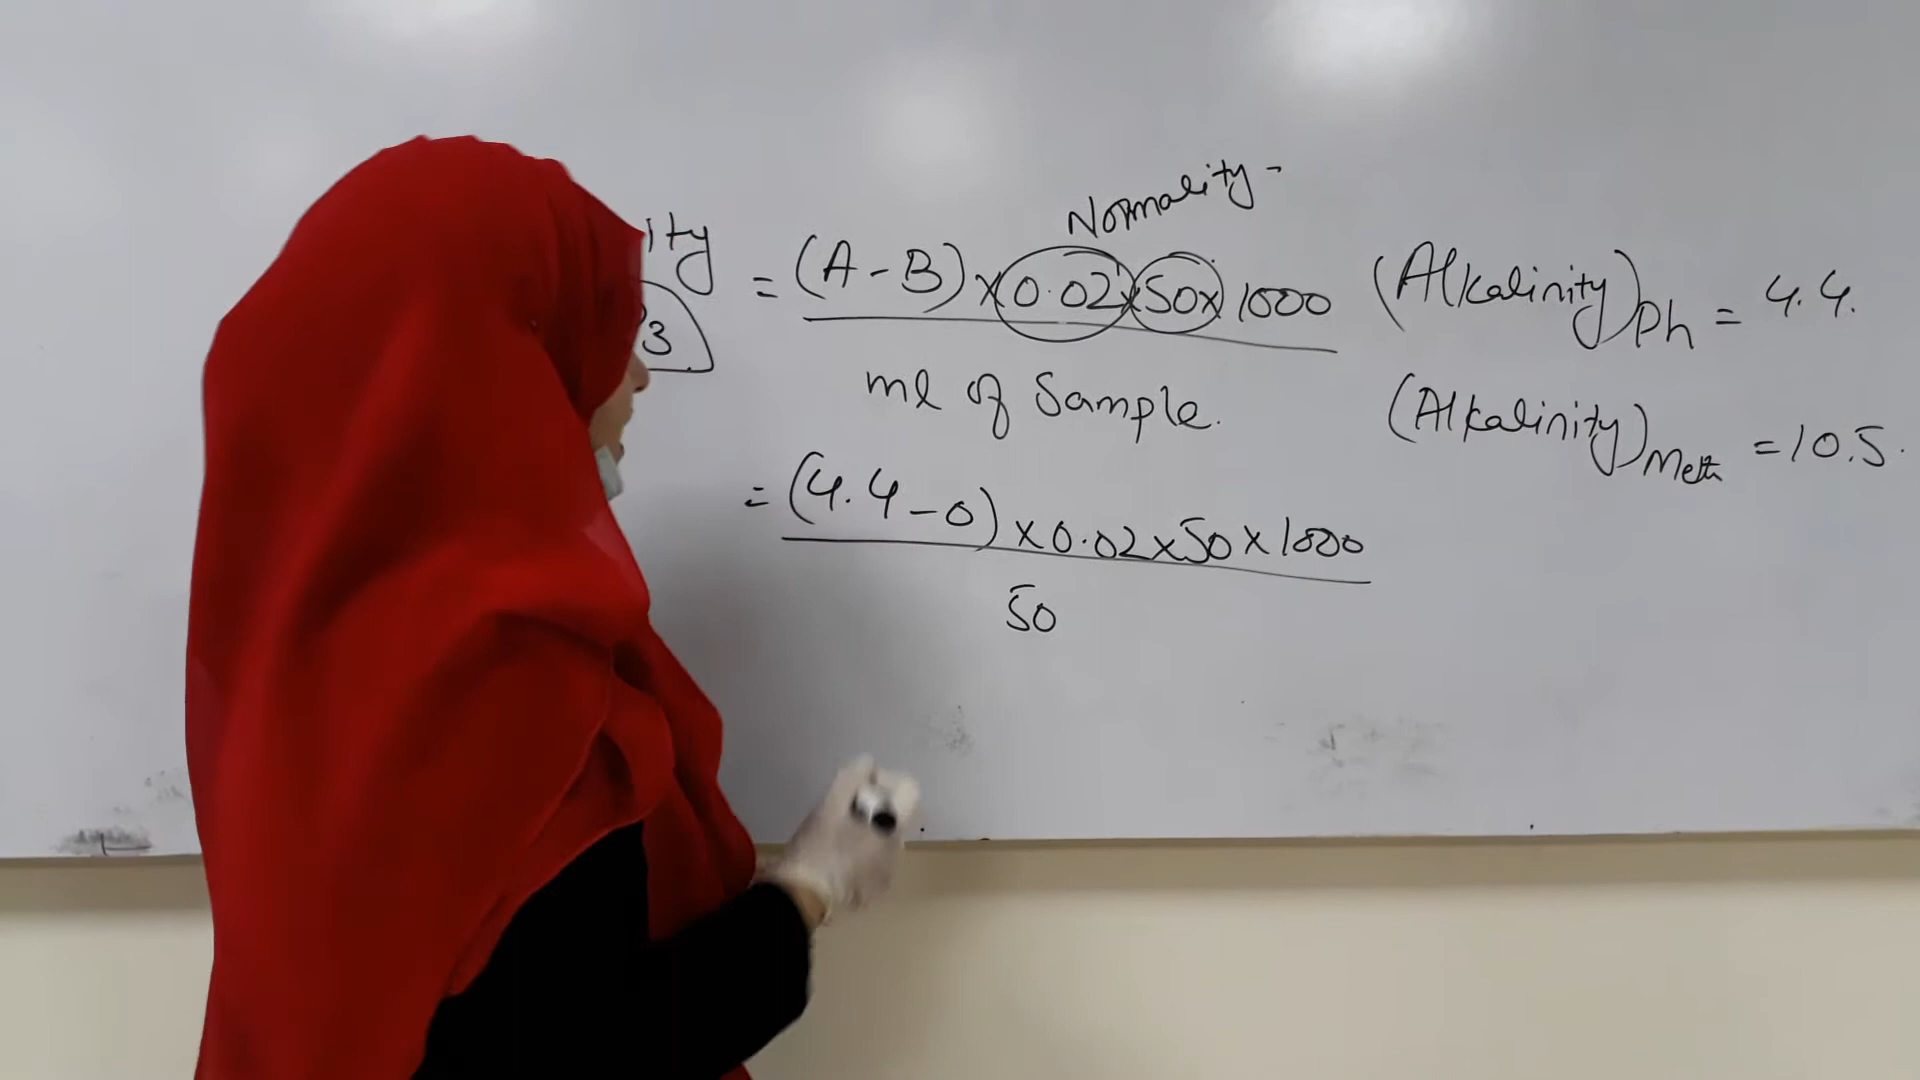 Normality -
ity = (A - B) × 0.02 × 50 × 1000
3
ml of Sample.
= (4.4 - 0) × 0.02 × 50 × 1000
50
(Alkalinity)Ph = 4.4.
(Alkalinity)Meth = 10.5.